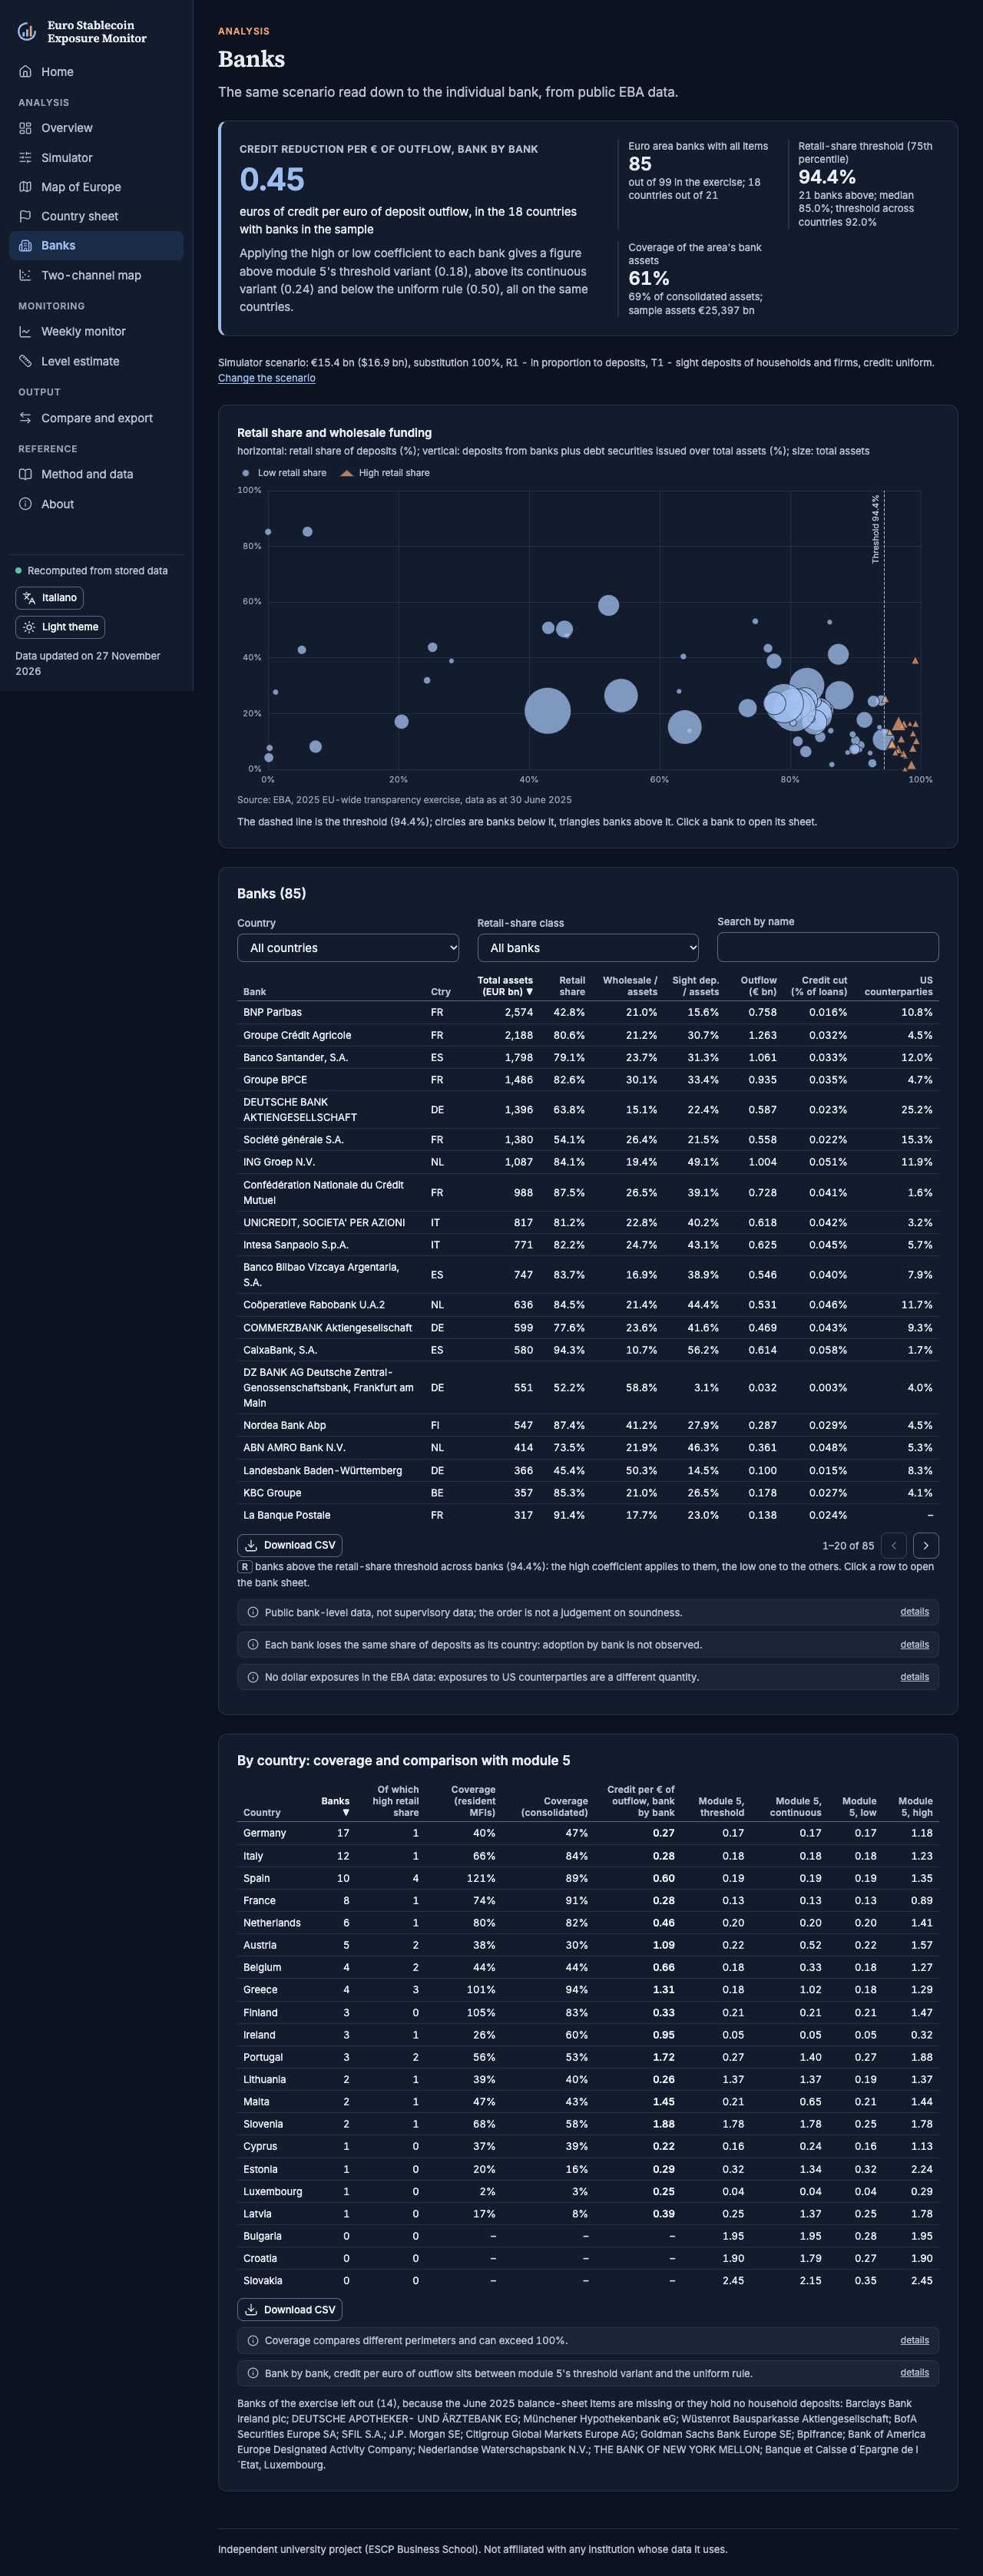 Euro Stablecoin
Exposure Monitor
Home
ANALYSIS
Overview
Simulator
Map of Europe
Country sheet
Banks
Two-channel map
MONITORING
Weekly monitor
Level estimate
OUTPUT
Compare and export
REFERENCE
Method and data
About
Recomputed from stored data
Italiano
Light theme
Data updated on 27 November
2026
ANALYSIS
Banks
The same scenario read down to the individual bank, from public EBA data.
CREDIT REDUCTION PER € OF OUTFLOW, BANK BY BANK
0.45
euros of credit per euro of deposit outflow, in the 18 countries
with banks in the sample
Applying the high or low coefficient to each bank gives a figure
above module 5's threshold variant (0.18), above its continuous
variant (0.24) and below the uniform rule (0.50), all on the same
countries.
Euro area banks with all items
85
out of 99 in the exercise; 18
countries out of 21
Retail-share threshold (75th
percentile)
94.4%
21 banks above; median
85.0%; threshold across
countries 92.0%
Coverage of the area's bank
assets
61%
69% of consolidated assets;
sample assets €25,397 bn
Simulator scenario: €15.4 bn ($16.9 bn), substitution 100%, R1 - in proportion to deposits, T1 - sight deposits of households and firms, credit: uniform.
Change the scenario
Retail share and wholesale funding
horizontal: retail share of deposits (%); vertical: deposits from banks plus debt securities issued over total assets (%); size: total assets
Low retail share High retail share
100%
80%
60%
40%
20%
0%
Threshold 94.4%
0% 20% 40% 60% 80% 100%
Source: EBA, 2025 EU-wide transparency exercise, data as at 30 June 2025
The dashed line is the threshold (94.4%); circles are banks below it, triangles banks above it. Click a bank to open its sheet.
Banks (85)
Country Retail-share class Search by name
All countries All banks
Bank Ctry Total assets (EUR bn) ▼ Retail share Wholesale / assets Sight dep. / assets Outflow (€ bn) Credit cut (% of loans) US counterparties
BNP Paribas FR 2,574 42.8% 21.0% 15.6% 0.758 0.016% 10.8%
Groupe Crédit Agricole FR 2,188 80.6% 21.2% 30.7% 1.263 0.032% 4.5%
Banco Santander, S.A. ES 1,798 79.1% 23.7% 31.3% 1.061 0.033% 12.0%
Groupe BPCE FR 1,486 82.6% 30.1% 33.4% 0.935 0.035% 4.7%
DEUTSCHE BANK
AKTIENGESELLSCHAFT DE 1,396 63.8% 15.1% 22.4% 0.587 0.023% 25.2%
Société générale S.A. FR 1,380 54.1% 26.4% 21.5% 0.558 0.022% 15.3%
ING Groep N.V. NL 1,087 84.1% 19.4% 49.1% 1.004 0.051% 11.9%
Confédération Nationale du Crédit
Mutuel FR 988 87.5% 26.5% 39.1% 0.728 0.041% 1.6%
UNICREDIT, SOCIETA' PER AZIONI IT 817 81.2% 22.8% 40.2% 0.618 0.042% 3.2%
Intesa Sanpaolo S.p.A. IT 771 82.2% 24.7% 43.1% 0.625 0.045% 5.7%
Banco Bilbao Vizcaya Argentaria,
S.A. ES 747 83.7% 16.9% 38.9% 0.546 0.040% 7.9%
Coöperatieve Rabobank U.A.2 NL 636 84.5% 21.4% 44.4% 0.531 0.046% 11.7%
COMMERZBANK Aktiengesellschaft DE 599 77.6% 23.6% 41.6% 0.469 0.043% 9.3%
CaixaBank, S.A. ES 580 94.3% 10.7% 56.2% 0.614 0.058% 1.7%
DZ BANK AG Deutsche Zentral-
Genossenschaftsbank, Frankfurt am
Main DE 551 52.2% 58.8% 3.1% 0.032 0.003% 4.0%
Nordea Bank Abp FI 547 87.4% 41.2% 27.9% 0.287 0.029% 4.5%
ABN AMRO Bank N.V. NL 414 73.5% 21.9% 46.3% 0.361 0.048% 5.3%
Landesbank Baden-Württemberg DE 366 45.4% 50.3% 14.5% 0.100 0.015% 8.3%
KBC Groupe BE 357 85.3% 21.0% 26.5% 0.178 0.027% 4.1%
La Banque Postale FR 317 91.4% 17.7% 23.0% 0.138 0.024% –
Download CSV 1–20 of 85
R banks above the retail-share threshold across banks (94.4%): the high coefficient applies to them, the low one to the others. Click a row to open
the bank sheet.
Public bank-level data, not supervisory data; the order is not a judgement on soundness. details
Each bank loses the same share of deposits as its country: adoption by bank is not observed. details
No dollar exposures in the EBA data: exposures to US counterparties are a different quantity. details
By country: coverage and comparison with module 5
Country Banks ▼ Of which high retail share Coverage (resident MFIs) Coverage (consolidated) Credit per € of outflow, bank by bank Module 5, threshold Module 5, continuous Module 5, low Module 5, high
Germany 17 1 40% 47% 0.27 0.17 0.17 0.17 1.18
Italy 12 1 66% 84% 0.28 0.18 0.18 0.18 1.23
Spain 10 4 121% 89% 0.60 0.19 0.19 0.19 1.35
France 8 1 74% 91% 0.28 0.13 0.13 0.13 0.89
Netherlands 6 1 80% 82% 0.46 0.20 0.20 0.20 1.41
Austria 5 2 38% 30% 1.09 0.22 0.52 0.22 1.57
Belgium 4 2 44% 44% 0.66 0.18 0.33 0.18 1.27
Greece 4 3 101% 94% 1.31 0.18 1.02 0.18 1.29
Finland 3 0 105% 83% 0.33 0.21 0.21 0.21 1.47
Ireland 3 1 26% 60% 0.95 0.05 0.05 0.05 0.32
Portugal 3 2 56% 53% 1.72 0.27 1.40 0.27 1.88
Lithuania 2 1 39% 40% 0.26 1.37 1.37 0.19 1.37
Malta 2 1 47% 43% 1.45 0.21 0.65 0.21 1.44
Slovenia 2 1 68% 58% 1.88 1.78 1.78 0.25 1.78
Cyprus 1 0 37% 39% 0.22 0.16 0.24 0.16 1.13
Estonia 1 0 20% 16% 0.29 0.32 1.34 0.32 2.24
Luxembourg 1 0 2% 3% 0.25 0.04 0.04 0.04 0.29
Latvia 1 0 17% 8% 0.39 0.25 1.37 0.25 1.78
Bulgaria 0 0 – – – 1.95 1.95 0.28 1.95
Croatia 0 0 – – – 1.90 1.79 0.27 1.90
Slovakia 0 0 – – – 2.45 2.15 0.35 2.45
Download CSV
Coverage compares different perimeters and can exceed 100%. details
Bank by bank, credit per euro of outflow sits between module 5's threshold variant and the uniform rule. details
Banks of the exercise left out (14), because the June 2025 balance-sheet items are missing or they hold no household deposits: Barclays Bank
Ireland plc; DEUTSCHE APOTHEKER- UND ÄRZTEBANK EG; Münchener Hypothekenbank eG; Wüstenrot Bausparkasse Aktiengesellschaft; BofA
Securities Europe SA; SFIL S.A.; J.P. Morgan SE; Citigroup Global Markets Europe AG; Goldman Sachs Bank Europe SE; Bpifrance; Bank of America
Europe Designated Activity Company; Nederlandse Waterschapsbank N.V.; THE BANK OF NEW YORK MELLON; Banque et Caisse d´Epargne de l
´Etat, Luxembourg.
Independent university project (ESCP Business School). Not affiliated with any institution whose data it uses.